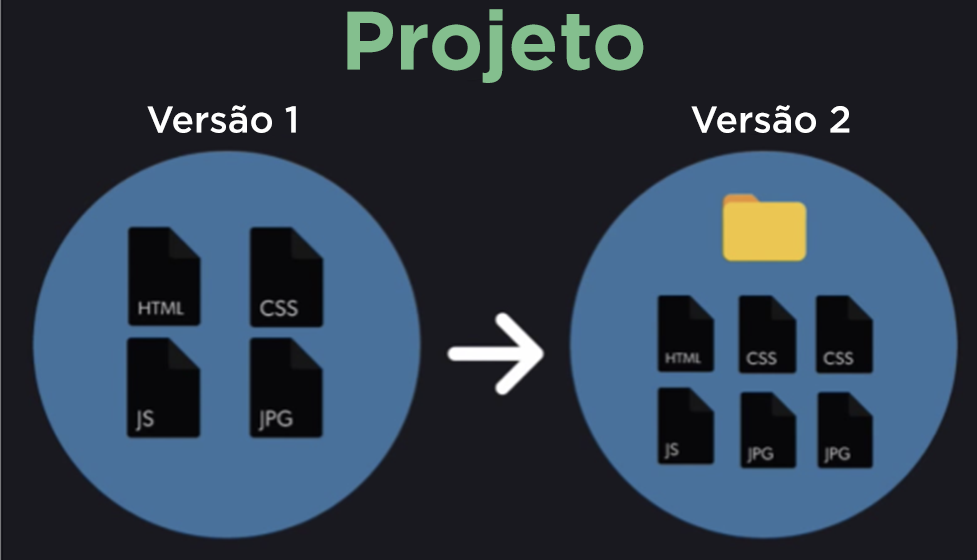 Projeto
Versão 1
Versão 2
HTML
CSS
JS
JPG
HTML
CSS
CSS
JS
JPG
JPG